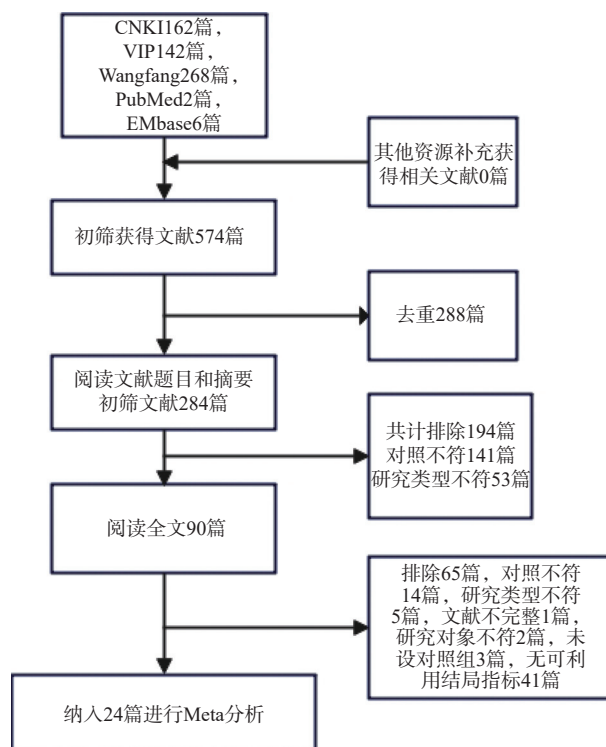 CNKI162篇，
VIP142篇，
Wangfang268篇，
PubMed2篇，
EMbase6篇
其他资源补充获
得相关文献0篇
初筛获得文献574篇
去重288篇
阅读文献题目和摘要
初筛文献284篇
共计排除194篇
对照不符141篇
研究类型不符53篇
阅读全文90篇
排除65篇，对照不符
14篇，研究类型不符
5篇，文献不完整1篇，
研究对象不符2篇，未
设对照组3篇，无可利
用结局指标41篇
纳入24篇进行Meta分析